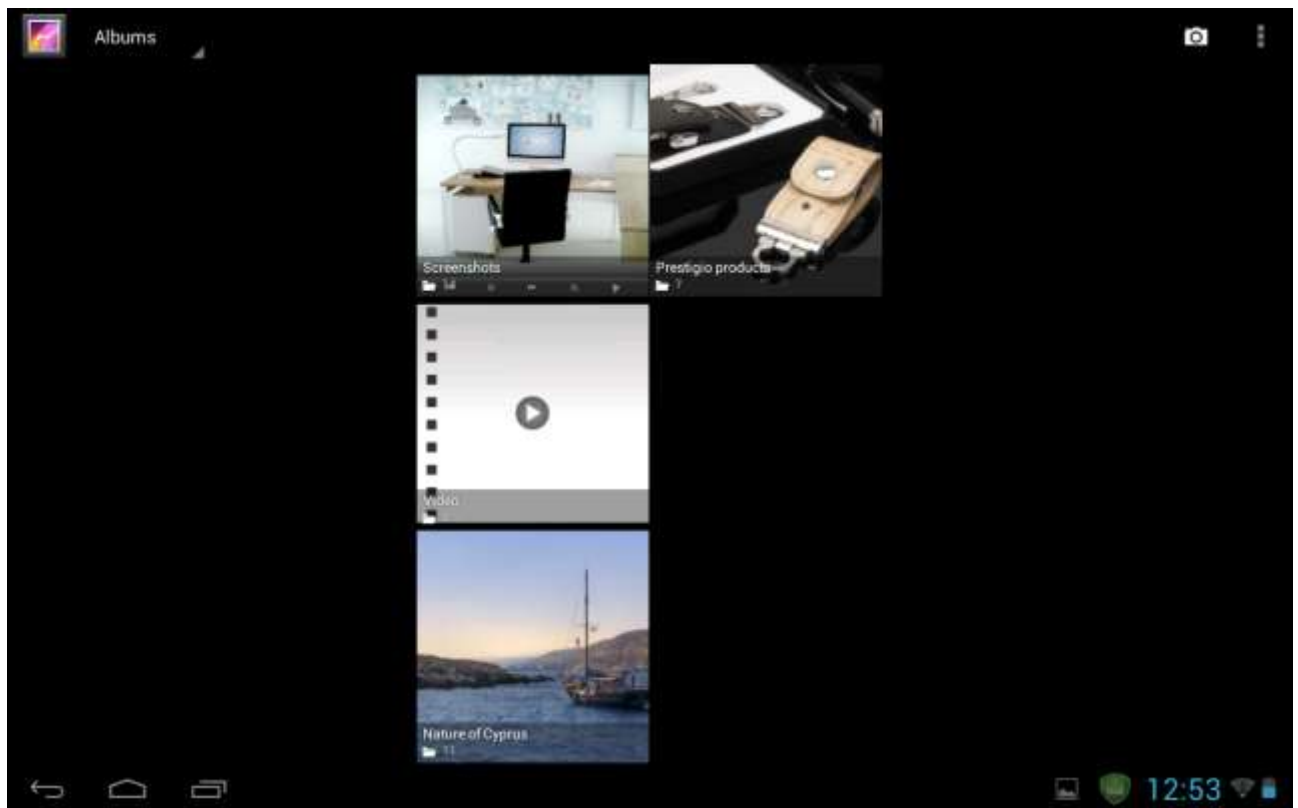 Albums
Screenshots
14
Prestigio products
7
Video
Nature of Cyprus
11
12:53